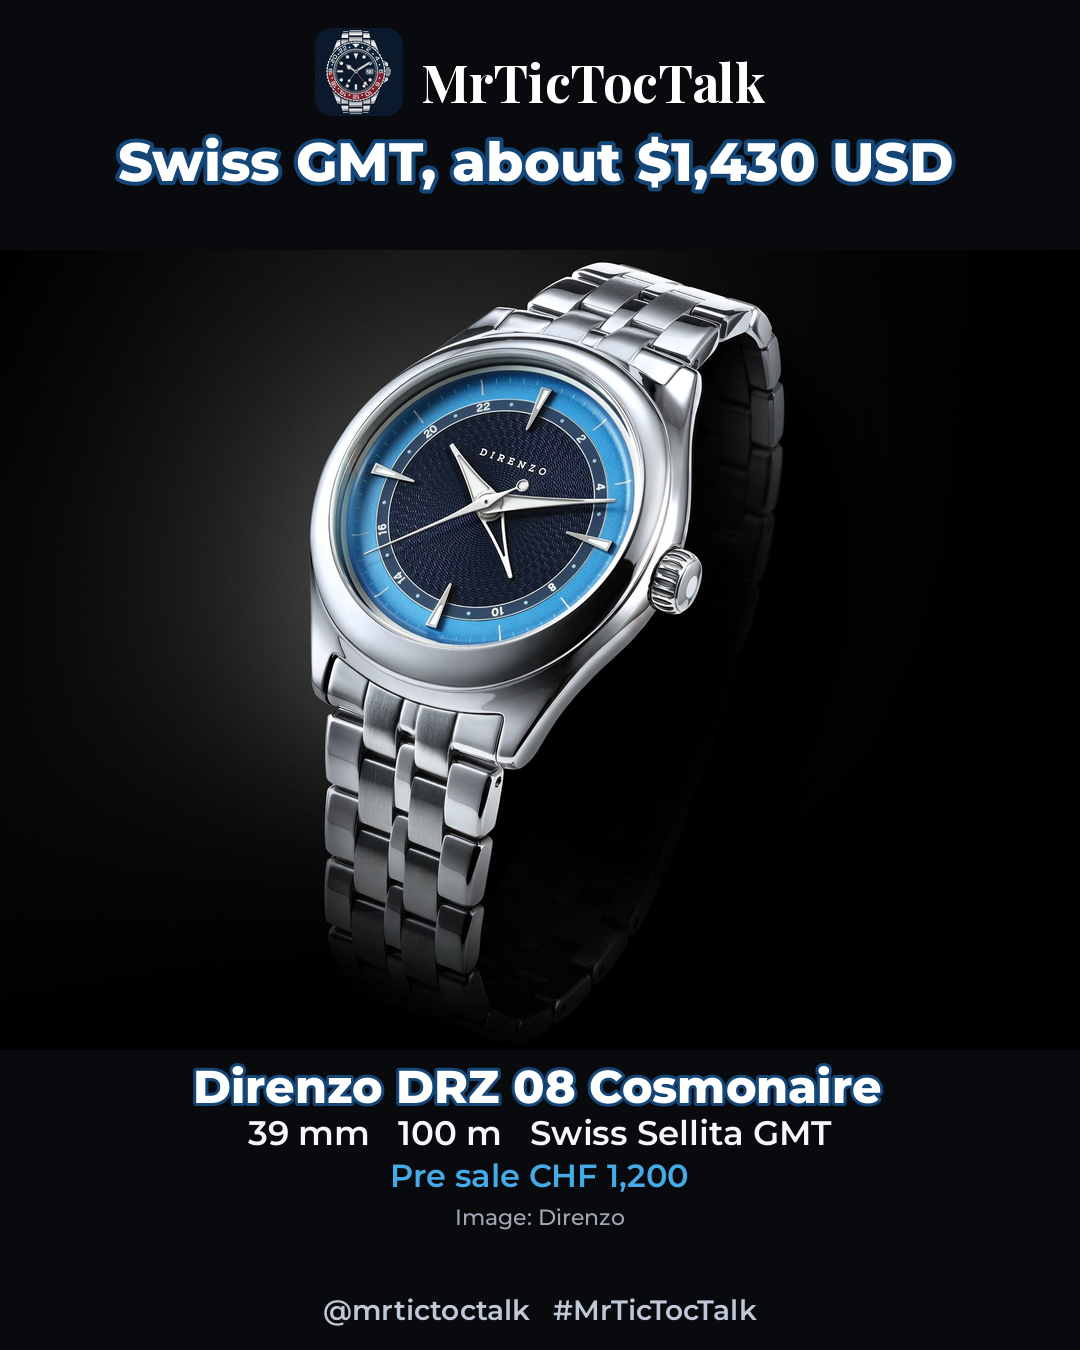 MrTicTocTalk
Swiss GMT, about $1,430 USD
22
2
20
DIRENZO
4
16
14
8
10
Direnzo DRZ 08 Cosmonaire
39 mm 100 m Swiss Sellita GMT
Pre sale CHF 1,200
Image: Direnzo
@mrtictoctalk #MrTicTocTalk